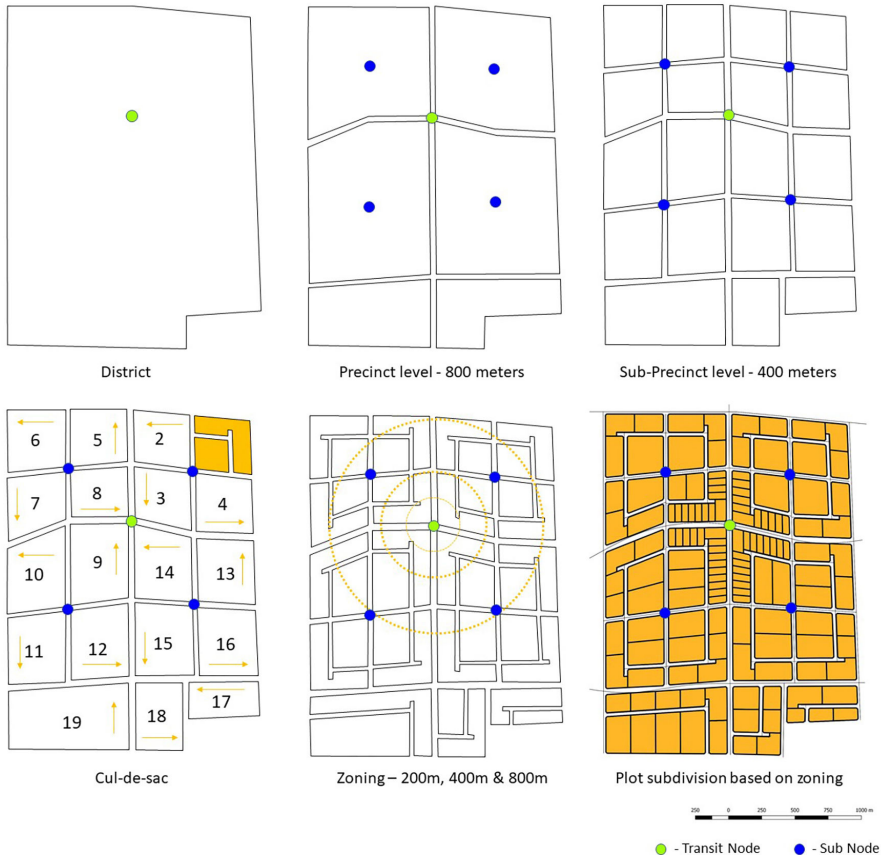 District
Precinct level - 800 meters
Sub-Precinct level - 400 meters
6
5
2
7
8
3
4
10
9
14
13
11
12
15
16
19
18
17
Cul-de-sac
Zoning – 200m, 400m & 800m
Plot subdivision based on zoning
250 0 250 500 750 1000 m
- Transit Node
- Sub Node